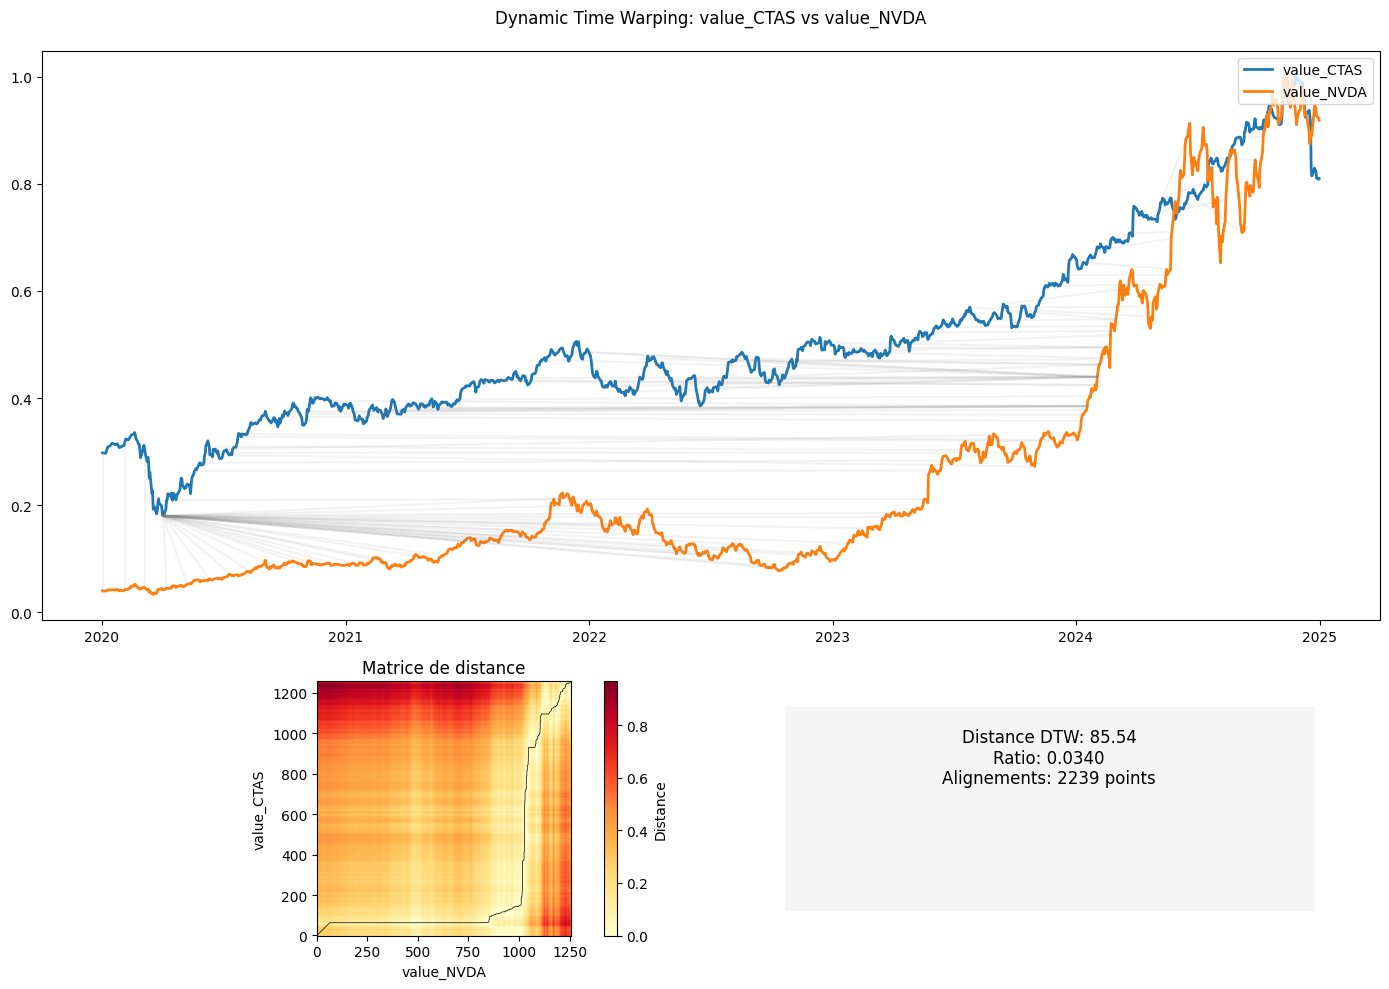 Dynamic Time Warping: value_CTAS vs value_NVDA
value_CTAS
value_NVDA
1.0
0.8
0.6
0.4
0.2
0.0
2020 2021 2022 2023 2024 2025
Matrice de distance
value_CTAS
1200
1000
800
600
400
200
0
0 250 500 750 1000 1250
value_NVDA
0.8
0.6
0.4
0.2
0.0
Distance
Distance DTW: 85.54
Ratio: 0.0340
Alignements: 2239 points